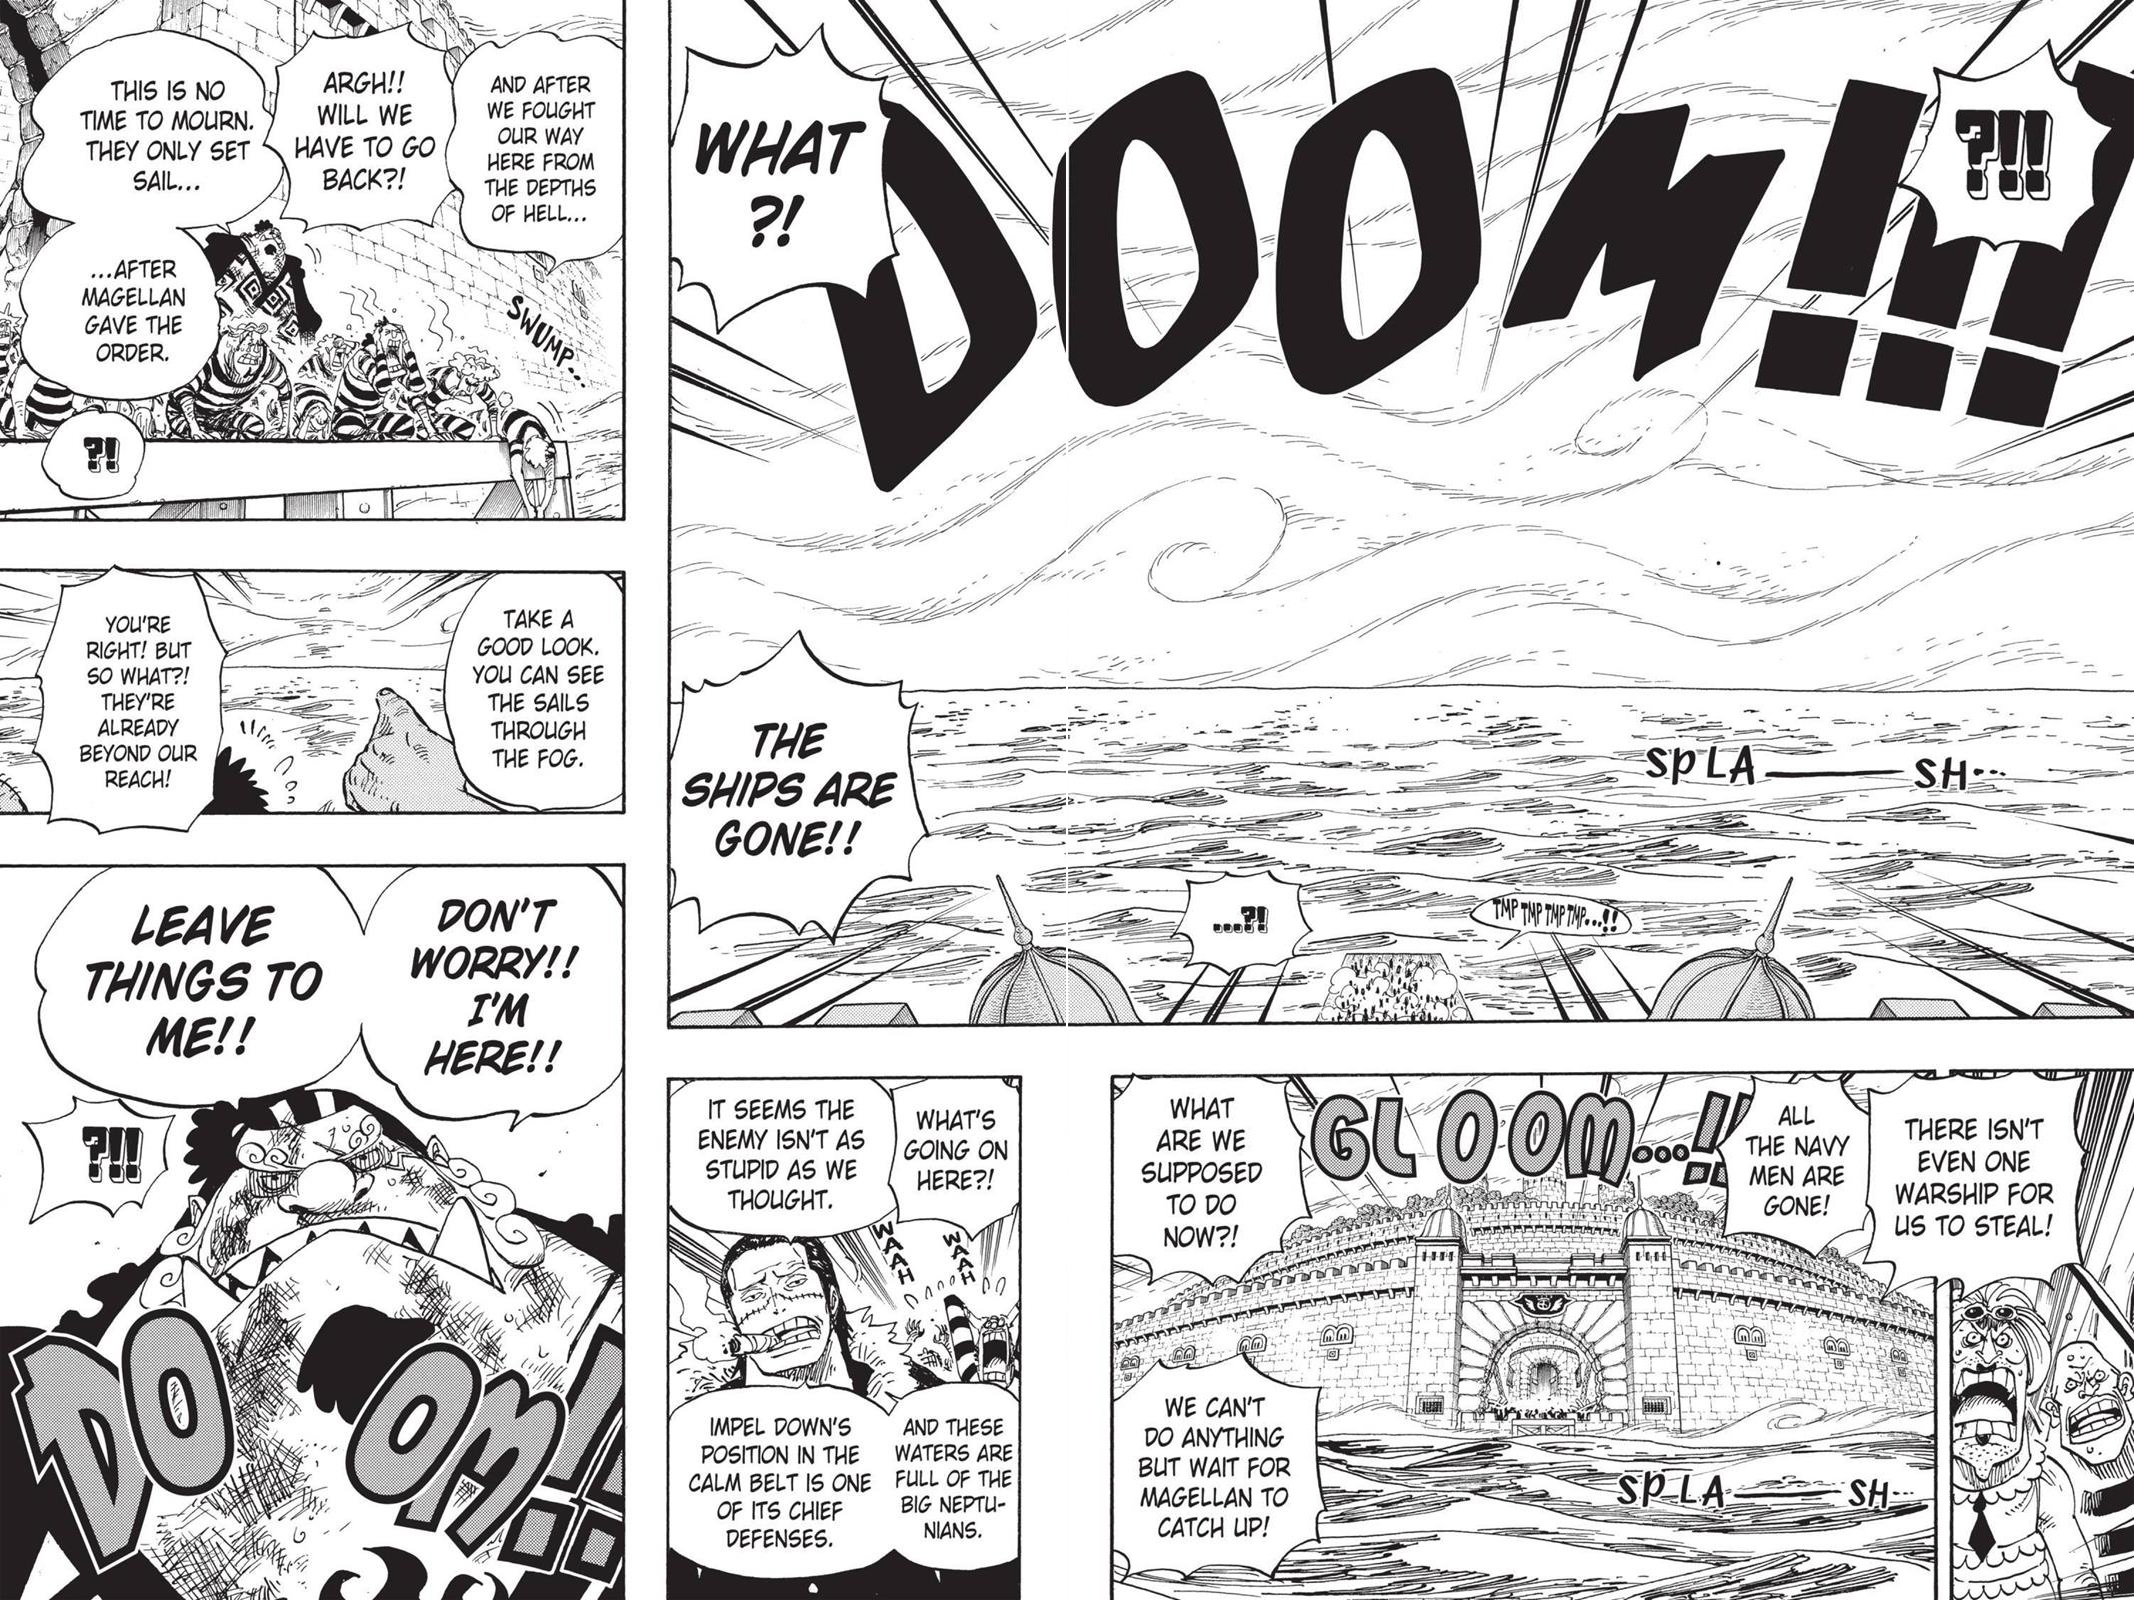 ?!!
DOOM!!!
WHAT
?!
THE
SHIPS ARE
GONE!!
SPLA—SH...
TMP TMP TMP TMP...!!
...?!
THERE ISN'T
EVEN ONE
WARSHIP FOR
US TO STEAL!
ALL
THE NAVY
MEN ARE
GONE!
GLOOM...!!
WHAT
ARE WE
SUPPOSED
TO DO
NOW?!
WE CAN'T
DO ANYTHING
BUT WAIT FOR
MAGELLAN TO
CATCH UP!
SPLA—SH...
WHAT'S
GOING ON
HERE?!
WAAH
WAAH
IT SEEMS THE
ENEMY ISN'T AS
STUPID AS WE
THOUGHT.
AND THESE
WATERS ARE
FULL OF THE
BIG NEPTU-
NIANS.
IMPEL DOWN'S
POSITION IN THE
CALM BELT IS ONE
OF ITS CHIEF
DEFENSES.
AND AFTER
WE FOUGHT
OUR WAY
HERE FROM
THE DEPTHS
OF HELL...
ARGH!!
WILL WE
HAVE TO GO
BACK?!
THIS IS NO
TIME TO MOURN.
THEY ONLY SET
SAIL...
...AFTER
MAGELLAN
GAVE THE
ORDER.
SWUMP...
?!
TAKE A
GOOD LOOK.
YOU CAN SEE
THE SAILS
THROUGH
THE FOG.
YOU'RE
RIGHT! BUT
SO WHAT?!
THEY'RE
ALREADY
BEYOND OUR
REACH!
DON'T
WORRY!!
I'M
HERE!!
LEAVE
THINGS TO
ME!!
?!!
DOOM!!